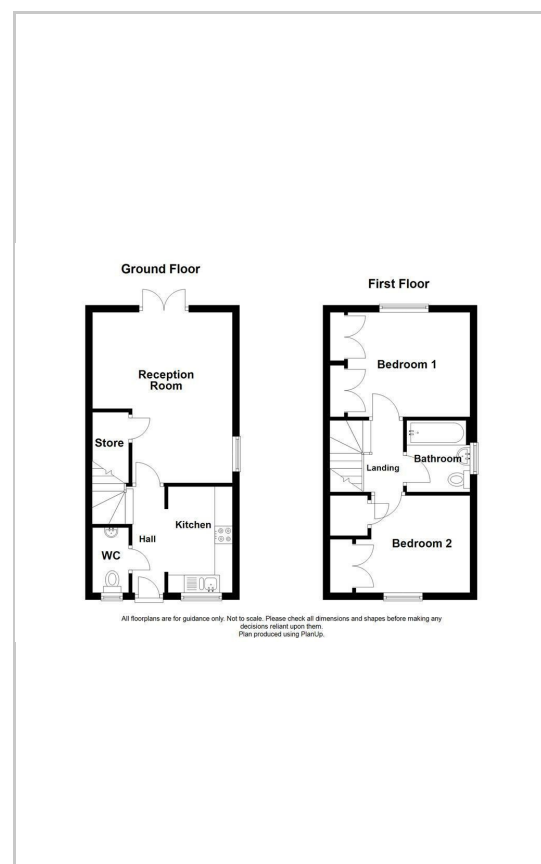 Ground Floor
Reception
Room
Store
Kitchen
Hall
WC
First Floor
Bedroom 1
Bathroom
Landing
Bedroom 2
All floorplans are for guidance only. Not to scale. Please check all dimensions and shapes before making any
decisions reliant upon them.
Plan produced using PlanUp.